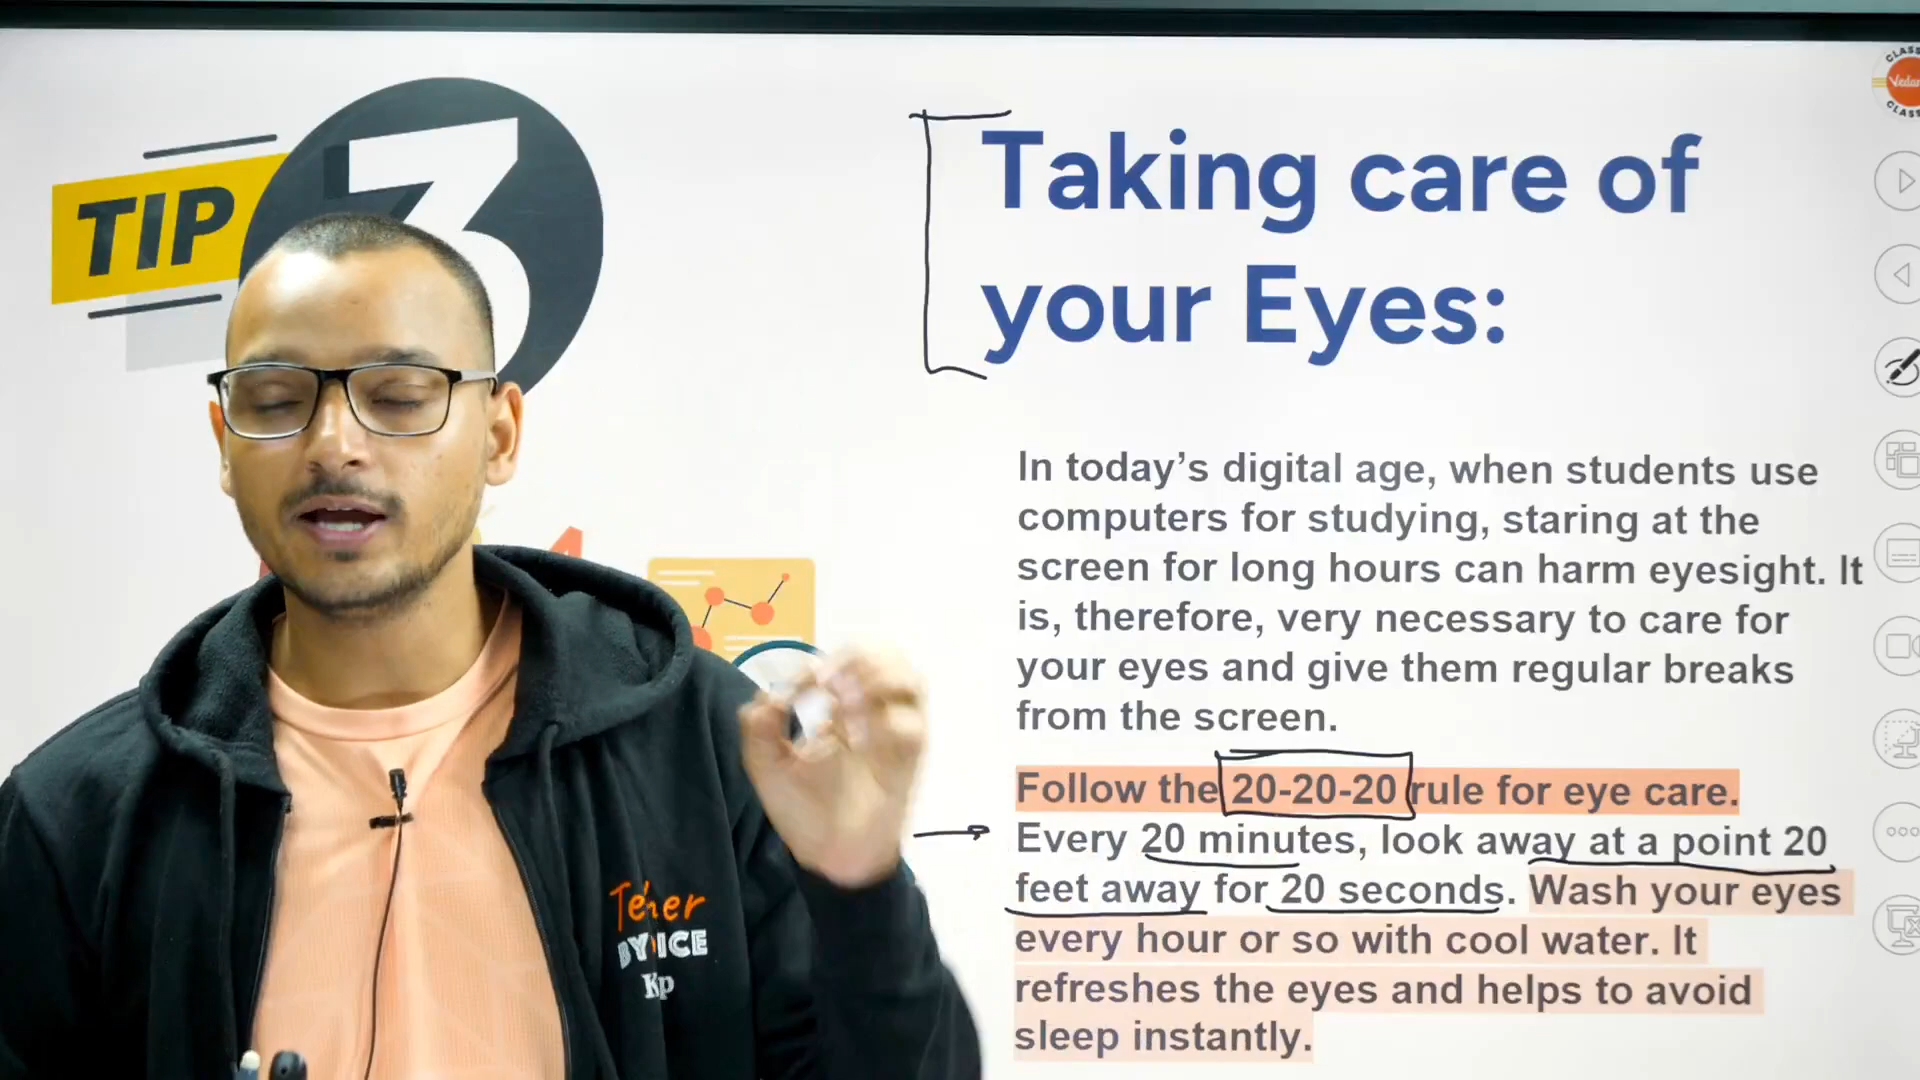 TIP
3
Taking care of
your Eyes:
In today's digital age, when students use
computers for studying, staring at the
screen for long hours can harm eyesight. It
is, therefore, very necessary to care for
your eyes and give them regular breaks
from the screen.
Follow the 20-20-20 rule for eye care.
Every 20 minutes, look away at a point 20
feet away for 20 seconds. Wash your eyes
every hour or so with cool water. It
refreshes the eyes and helps to avoid
sleep instantly.
BY